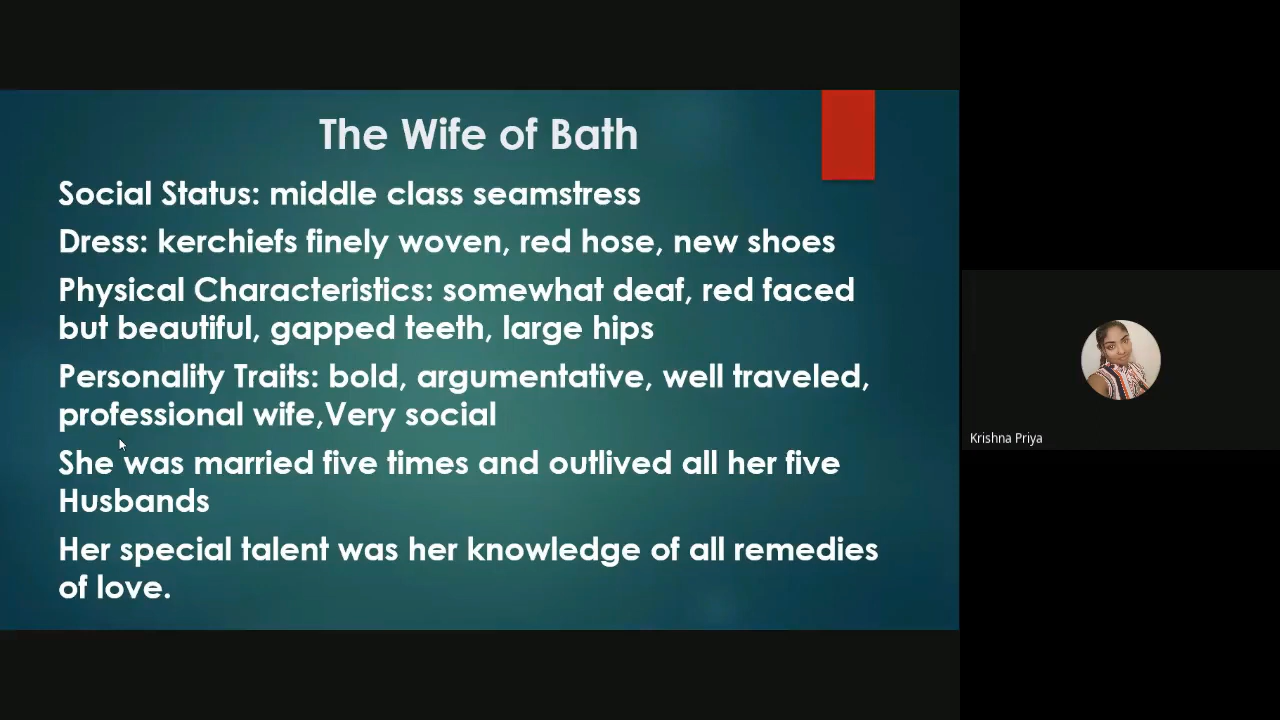 The Wife of Bath
Social Status: middle class seamstress
Dress: kerchiefs finely woven, red hose, new shoes
Physical Characteristics: somewhat deaf, red faced
but beautiful, gapped teeth, large hips
Personality Traits: bold, argumentative, well traveled,
professional wife,Very social
She was married five times and outlived all her five
Husbands
Her special talent was her knowledge of all remedies
of love.
Krishna Priya